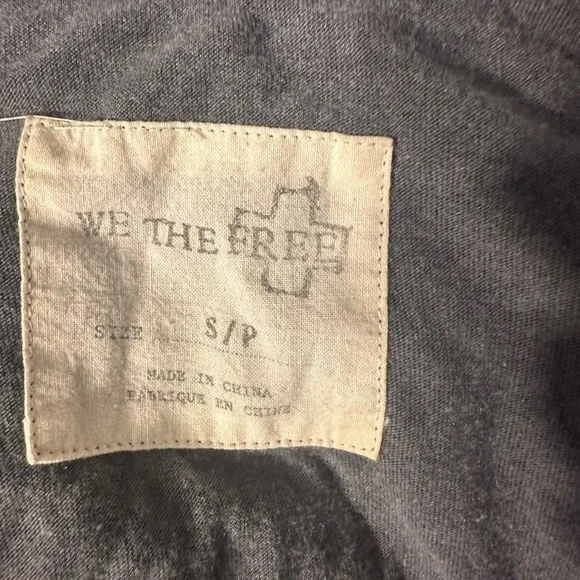 WE THE FREE
SIZE S/P
MADE IN CHINA
FABRIQUE EN CHINE